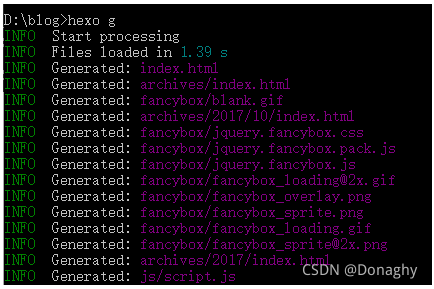 D:\blog>hexo g
INFO  Start processing
INFO  Files loaded in 1.39 s
INFO  Generated: index.html
INFO  Generated: archives/index.html
INFO  Generated: fancybox/blank.gif
INFO  Generated: archives/2017/10/index.html
INFO  Generated: fancybox/jquery.fancybox.css
INFO  Generated: fancybox/jquery.fancybox.pack.js
INFO  Generated: fancybox/jquery.fancybox.js
INFO  Generated: fancybox/fancybox_loading@2x.gif
INFO  Generated: fancybox/fancybox_overlay.png
INFO  Generated: fancybox/fancybox_sprite.png
INFO  Generated: fancybox/fancybox_loading.gif
INFO  Generated: fancybox/fancybox_sprite@2x.png
INFO  Generated: archives/2017/index.html
INFO  Generated: js/script.js
CSDN @Donaghy